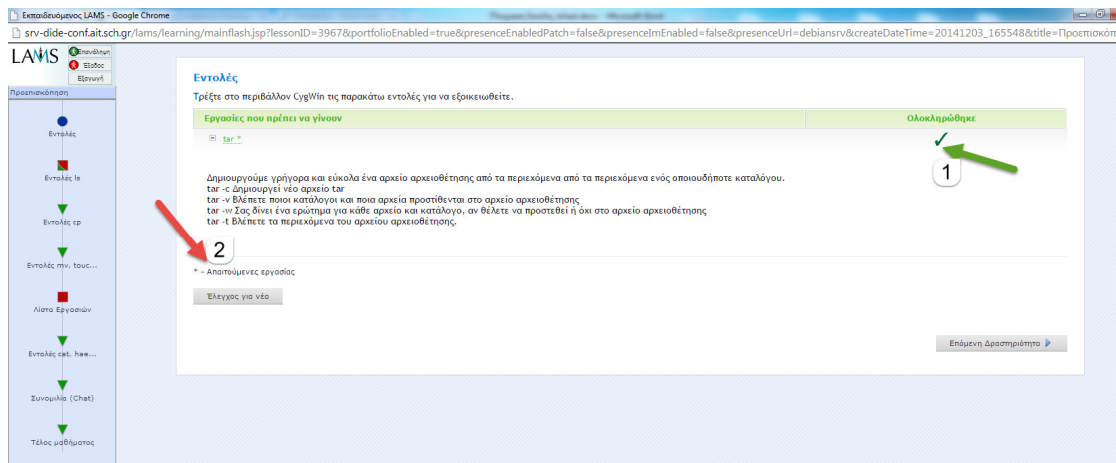 Εκπαιδευόμενος LAMS - Google Chrome
srv-dide-conf.ait.sch.gr/lams/learning/mainflash.jsp?lessonID=3967&portfolioEnabled=true&presenceEnabledPatch=false&presenceImEnabled=false&presenceUrl=debiansrv&createDateTime=20141203_165548&title=Προεπισκόπ
LAMS
Επανάληψη
Έξοδος
Εξαγωγή
Προεπισκόπηση
Εντολές
Εντολές ls
Εντολές cp
Εντολές mv, touc...
Λίστα Εργασιών
Εντολές cat, hae...
Συνομιλία (Chat)
Τέλος μαθήματος
Εντολές
Τρέξτε στο περιβάλλον CygWin τις παρακάτω εντολές για να εξοικειωθείτε.
Εργασίες που πρέπει να γίνουν Ολοκληρώθηκε
tar *
1
Δημιουργούμε γρήγορα και εύκολα ένα αρχείο αρχειοθέτησης από τα περιεχόμενα από τα περιεχόμενα ενός οποιουδήποτε καταλόγου.
tar -c Δημιουργεί νέο αρχείο tar
tar -v Βλέπετε ποιοι κατάλογοι και ποια αρχεία προστίθενται στο αρχείο αρχειοθέτησης
tar -w Σας δίνει ένα ερώτημα για κάθε αρχείο και κατάλογο, αν θέλετε να προστεθεί ή όχι στο αρχείο αρχειοθέτησης
tar -t Βλέπετε τα περιεχόμενα του αρχείου αρχειοθέτησης.
2
* - Απαιτούμενες εργασίες
Έλεγχος για νέα
Επόμενη Δραστηριότητα